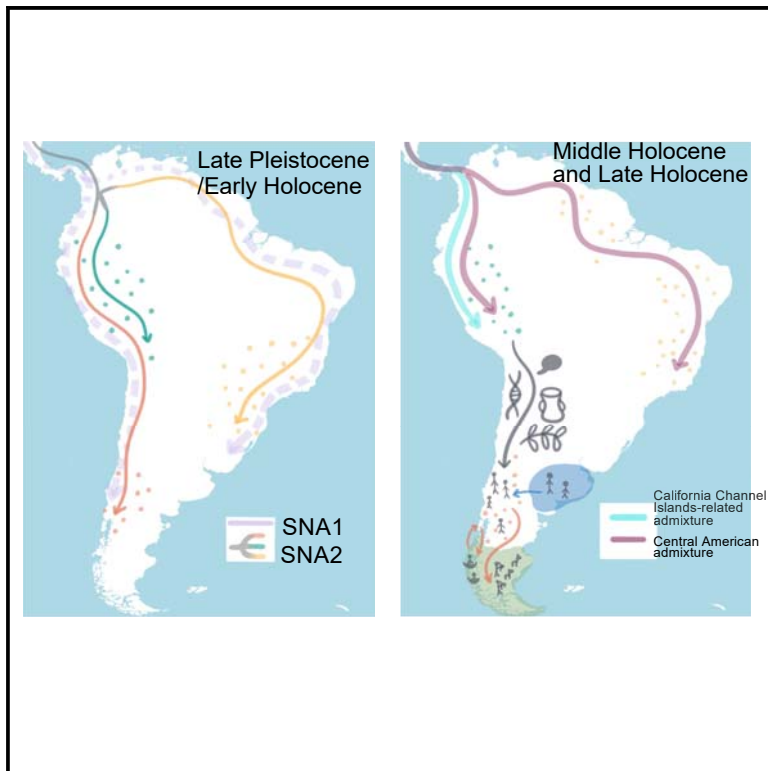 Late Pleistocene
/Early Holocene
SNA1
SNA2
Middle Holocene
and Late Holocene
California Channel
Islands-related
admixture
Central American
admixture